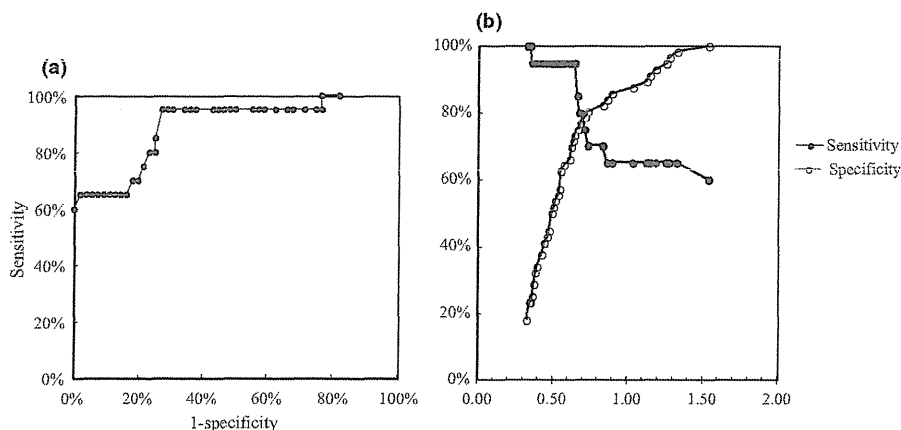 (a)
100%
80%
60%
40%
20%
0%
Sensitivity
0% 20% 40% 60% 80% 100%
1-specificity
(b)
100%
80%
60%
40%
20%
0%
0.00 0.50 1.00 1.50 2.00
Sensitivity
Specificity